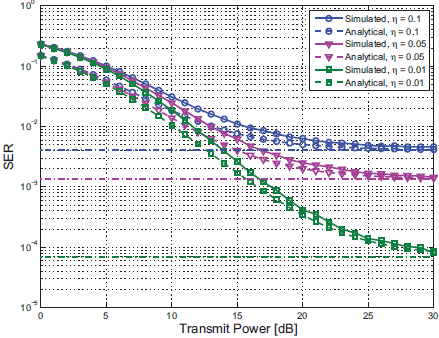 10⁰
10⁻¹
10⁻²
10⁻³
10⁻⁴
10⁻⁵
SER
Simulated, η = 0.1
Analytical, η = 0.1
Simulated, η = 0.05
Analytical, η = 0.05
Simulated, η = 0.01
Analytical, η = 0.01
0 5 10 15 20 25 30
Transmit Power [dB]